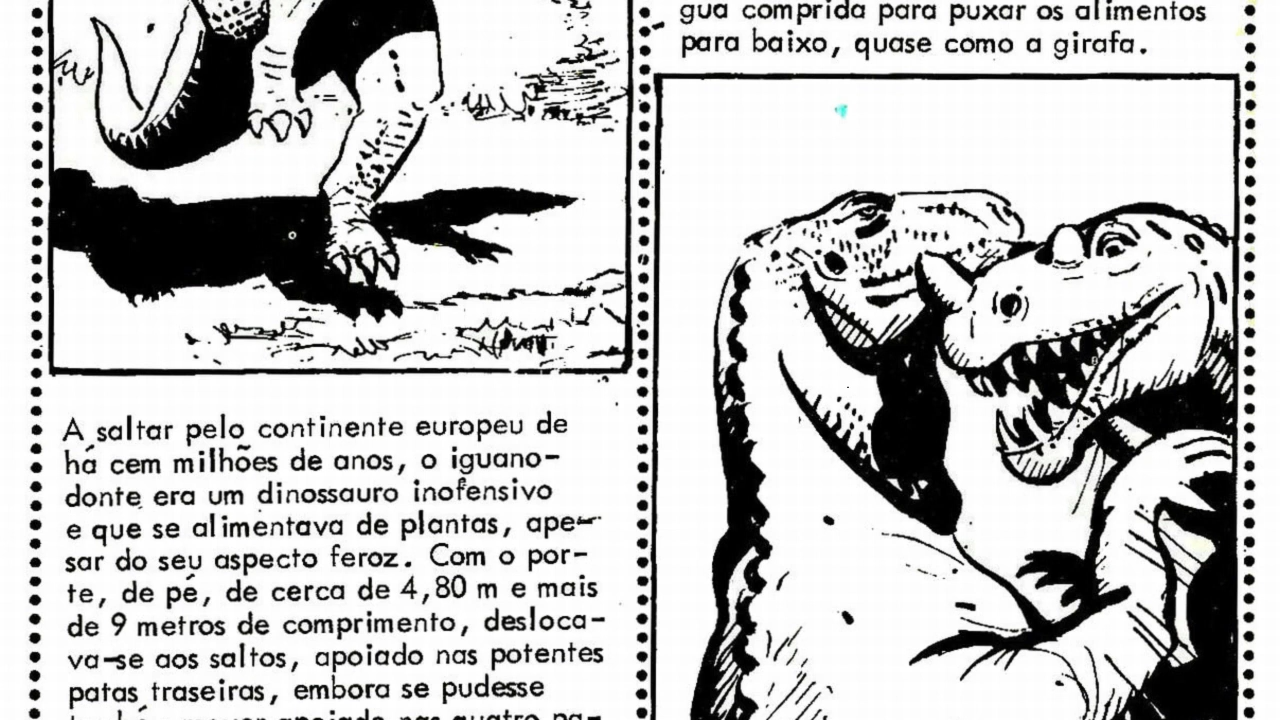 A saltar pelo continente europeu de
há cem milhões de anos, o iguano-
donte era um dinossauro inofensivo
e que se alimentava de plantas, ape-
sar do seu aspecto feroz. Com o por-
te, de pé, de cerca de 4,80 m e mais
de 9 metros de comprimento, desloca-
va-se aos saltos, apoiado nas potentes
patas traseiras, embora se pudesse
gua comprida para puxar os alimentos
para baixo, quase como a girafa.